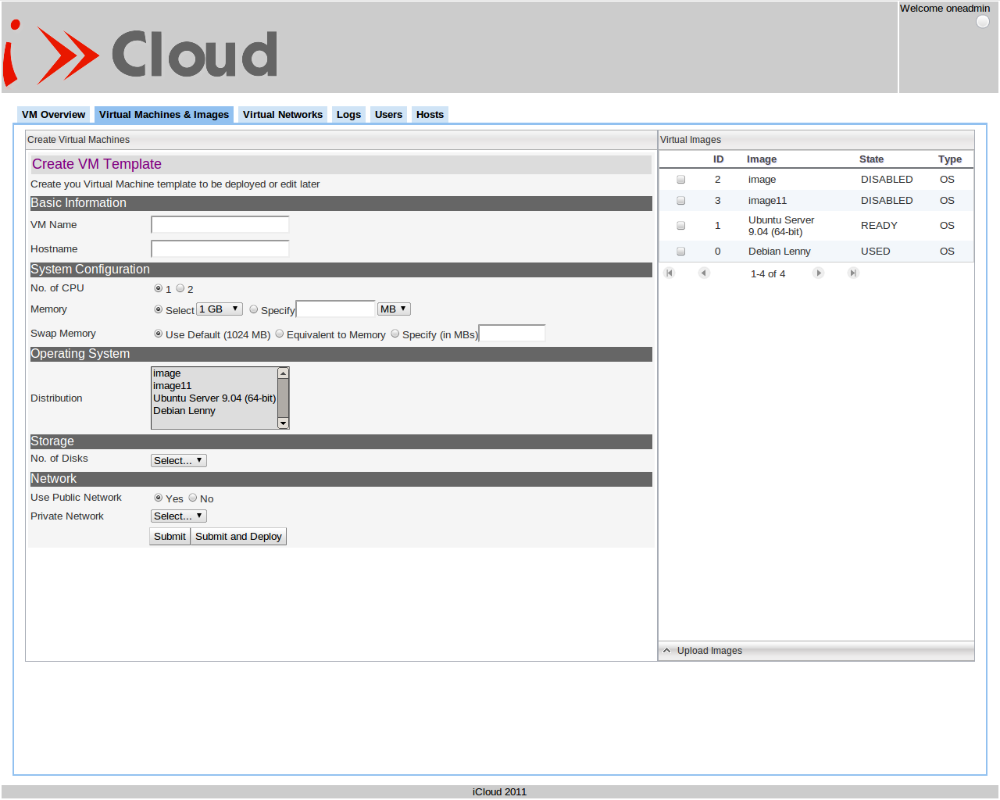 Welcome oneadmin
i Cloud
VM Overview Virtual Machines & Images Virtual Networks Logs Users Hosts
Create Virtual Machines
Create VM Template
Create you Virtual Machine template to be deployed or edit later
Basic Information
VM Name
Hostname
System Configuration
No. of CPU 1 2
Memory Select 1 GB Specify MB
Swap Memory Use Default (1024 MB) Equivalent to Memory Specify (in MBs)
Operating System
Distribution
image
image11
Ubuntu Server 9.04 (64-bit)
Debian Lenny
Storage
No. of Disks Select...
Network
Use Public Network Yes No
Private Network Select...
Submit Submit and Deploy
Virtual Images
ID Image State Type
2 image DISABLED OS
3 image11 DISABLED OS
1 Ubuntu Server 9.04 (64-bit) READY OS
0 Debian Lenny USED OS
1-4 of 4
Upload Images
iCloud 2011